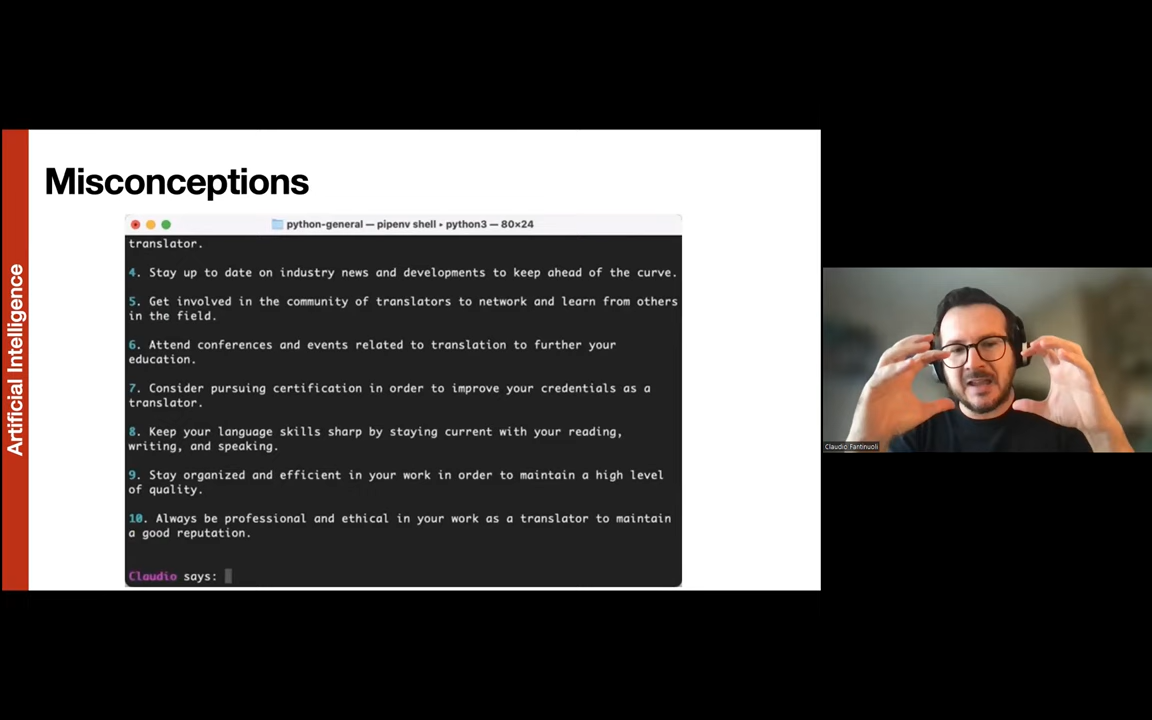 Artificial Intelligence
Misconceptions
python-general — pipenv shell ▸ python3 — 80×24
translator.
4. Stay up to date on industry news and developments to keep ahead of the curve.
5. Get involved in the community of translators to network and learn from others
in the field.
6. Attend conferences and events related to translation to further your
education.
7. Consider pursuing certification in order to improve your credentials as a
translator.
8. Keep your language skills sharp by staying current with your reading,
writing, and speaking.
9. Stay organized and efficient in your work in order to maintain a high level
of quality.
10. Always be professional and ethical in your work as a translator to maintain
a good reputation.
Claudio says:
Claudio Fantinuoli